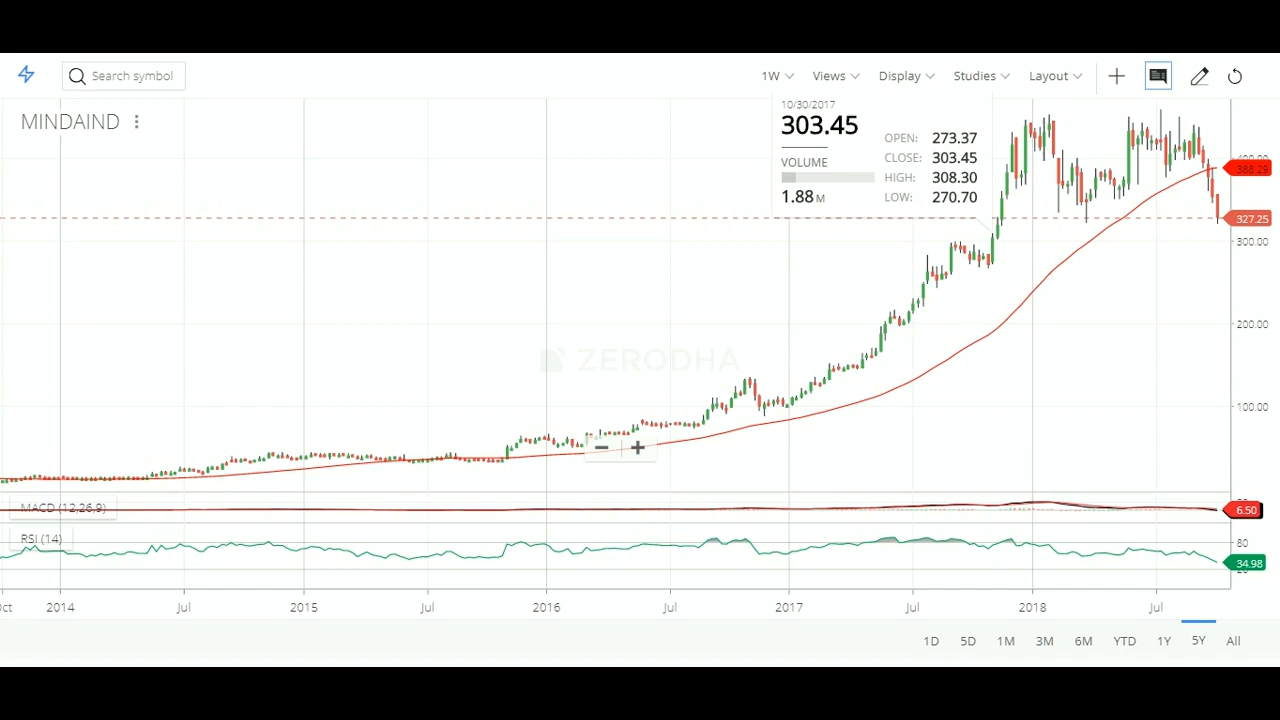 Search symbol
1W Views Display Studies Layout
MINDAIND
10/30/2017
303.45
VOLUME
1.88 M
OPEN: 273.37
CLOSE: 303.45
HIGH: 308.30
LOW: 270.70
400.00
388.29
327.25
300.00
200.00
100.00
ZERODHA
MACD (12,26,9)
6.50
RSI (14)
80
34.98
Oct 2014 Jul 2015 Jul 2016 Jul 2017 Jul 2018 Jul
1D 5D 1M 3M 6M YTD 1Y 5Y All